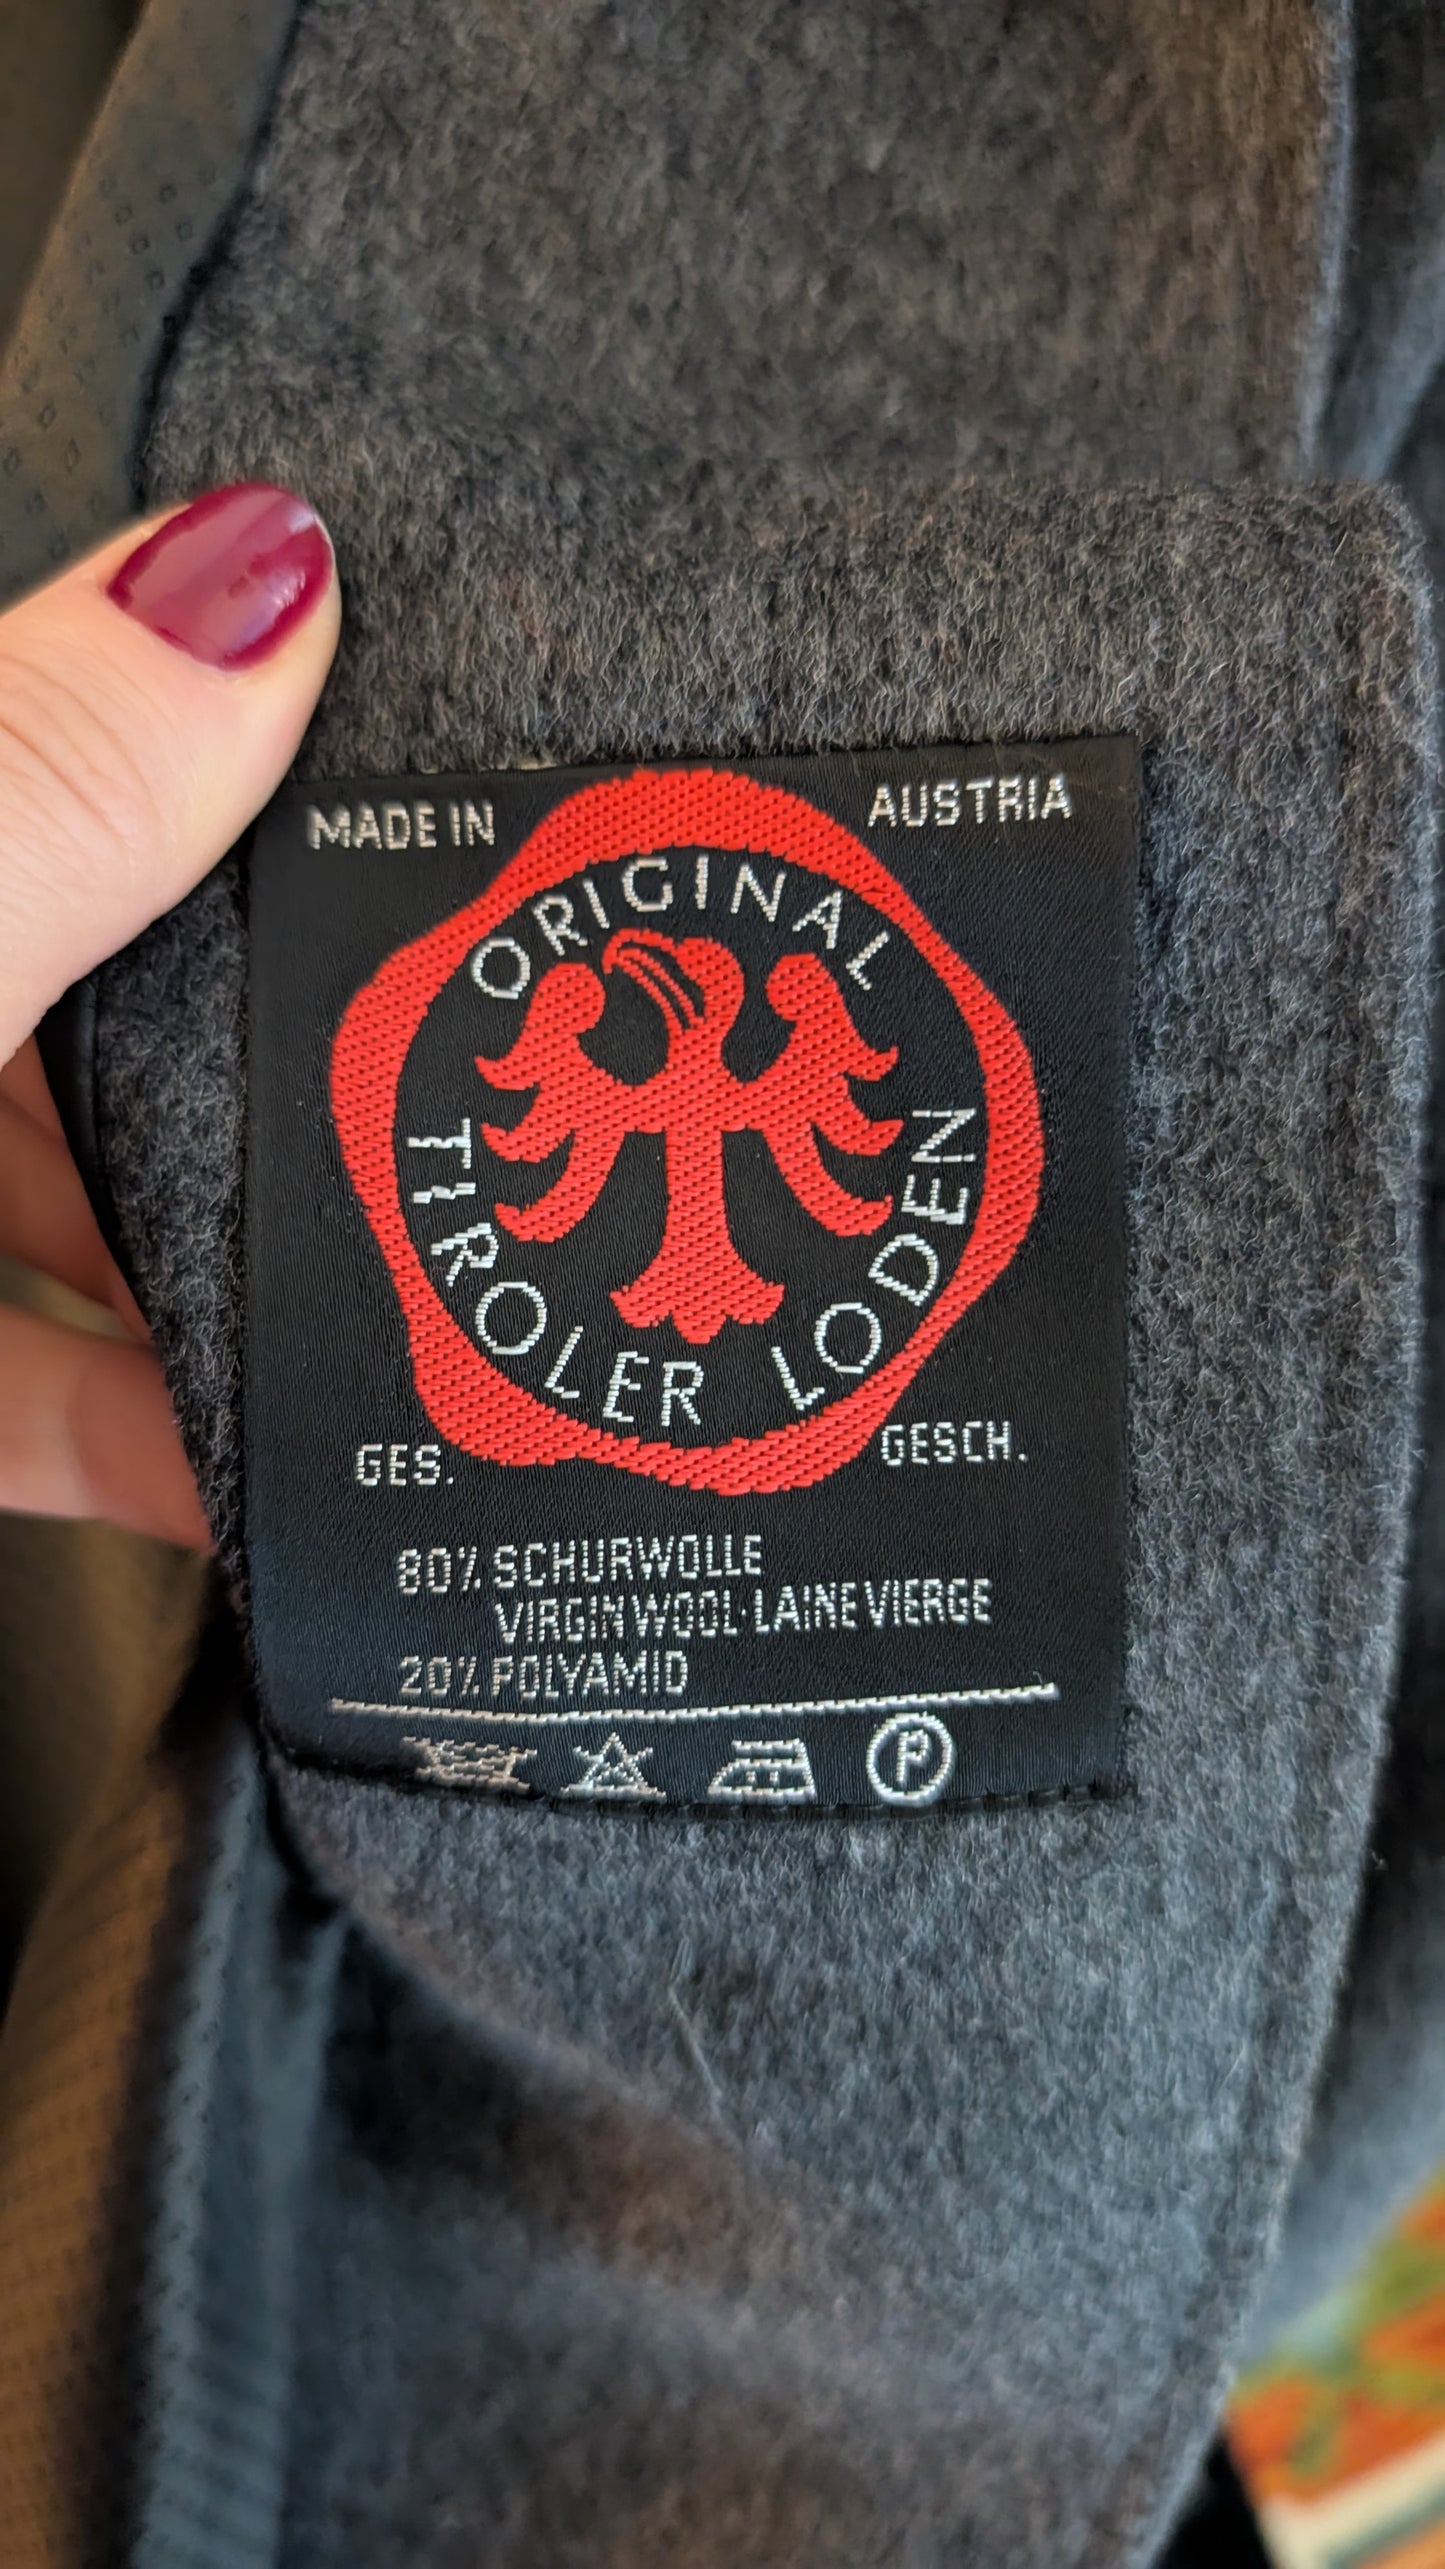 MADE IN AUSTRIA
ORIGINAL
TIROLER LODEN
GES. GESCH.
80% SCHURWOLLE
VIRGIN WOOL·LAINE VIERGE
20% POLYAMID
P